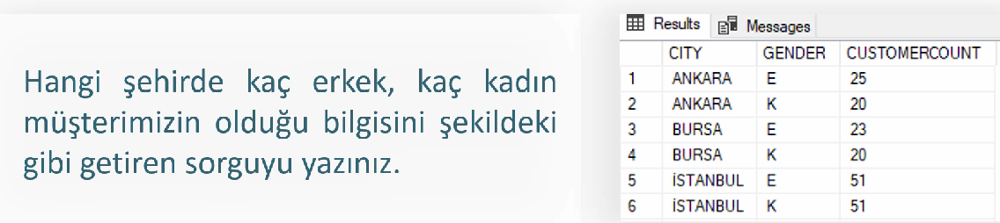 Hangi şehirde kaç erkek, kaç kadın
müşterimizin olduğu bilgisini şekildeki
gibi getiren sorguyu yazınız.
Results Messages
CITY GENDER CUSTOMERCOUNT
1 ANKARA E 25
2 ANKARA K 20
3 BURSA E 23
4 BURSA K 20
5 İSTANBUL E 51
6 İSTANBUL K 51